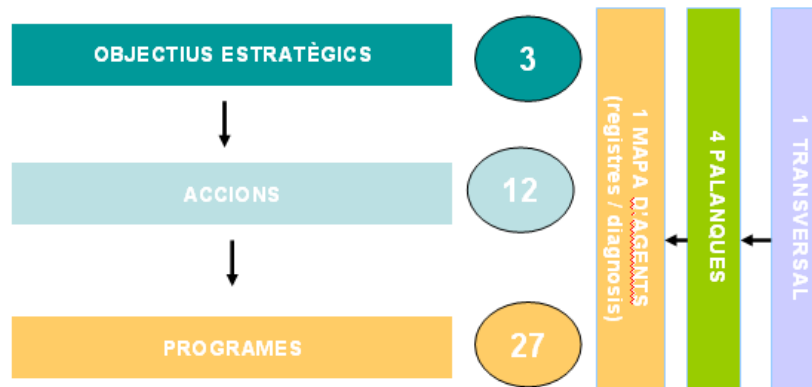 OBJECTIUS ESTRATÈGICS
3
ACCIONS
12
PROGRAMES
27
1 MAPA D'AGENTS
(registres / diagnosis)
4 PALANQUES
1 TRANSVERSAL